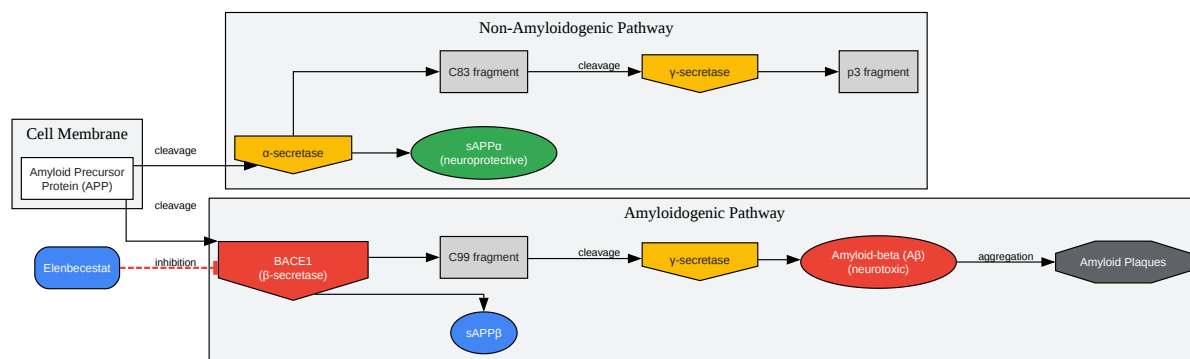 Non-Amyloidogenic Pathway
C83 fragment
cleavage
γ-secretase
p3 fragment
Cell Membrane
Amyloid Precursor
Protein (APP)
cleavage
α-secretase
sAPPα
(neuroprotective)
cleavage
Amyloidogenic Pathway
Elenbecestat
inhibition
BACE1
(β-secretase)
C99 fragment
cleavage
γ-secretase
Amyloid-beta (Aβ)
(neurotoxic)
aggregation
Amyloid Plaques
sAPPβ